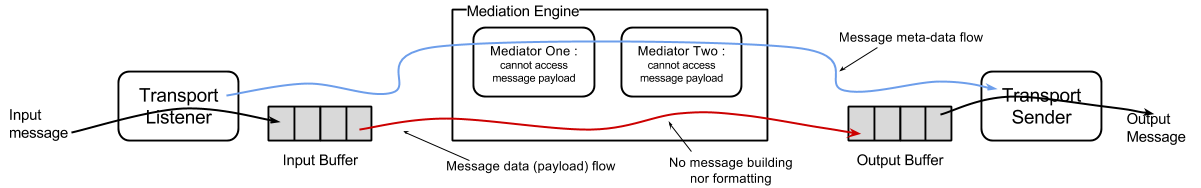 Mediation Engine
Mediator One :
cannot access
message payload
Mediator Two :
cannot access
message payload
Message meta-data flow
Transport
Listener
Transport
Sender
Input
message
Output
Message
Input Buffer
Output Buffer
Message data (payload) flow
No message building
nor formatting